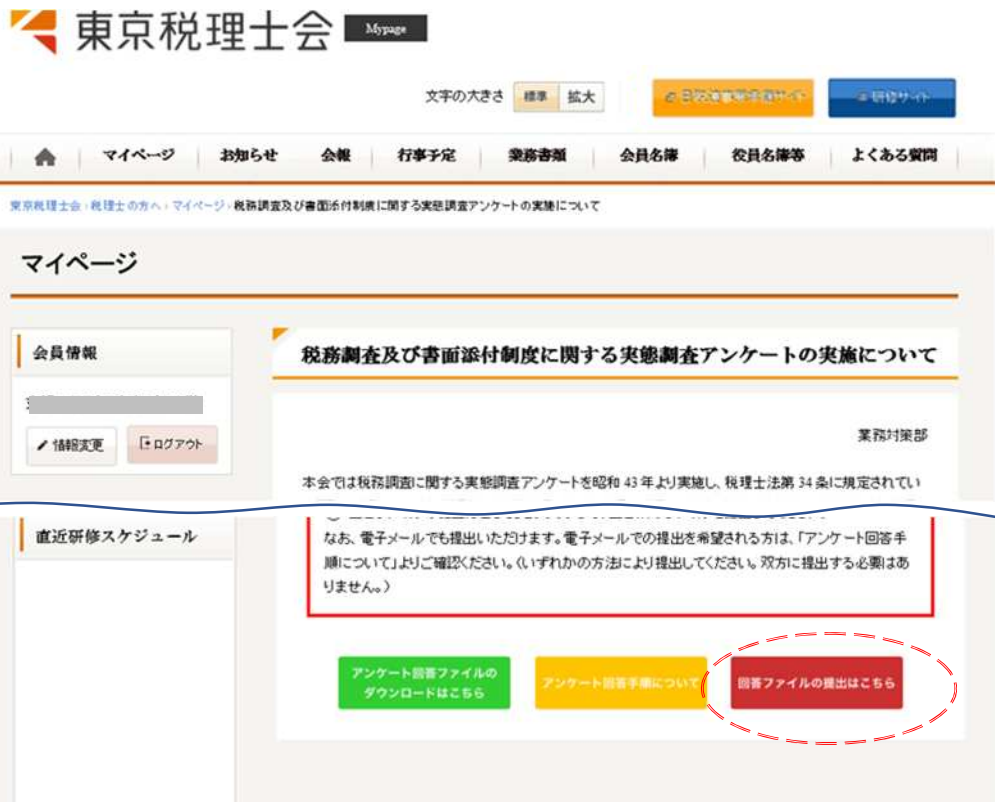 東京税理士会 Mypage
文字の大きさ 標準 拡大 研修サイト
マイページ お知らせ 会報 行事予定 業務書類 会員名簿 役員名簿等 よくある質問
東京税理士会 › 税理士の方へ › マイページ › 税務調査及び書面添付制度に関する実態調査アンケートの実施について
マイページ
会員情報
情報変更 ログアウト
税務調査及び書面添付制度に関する実態調査アンケートの実施について
業務対策部
本会では税務調査に関する実態調査アンケートを昭和 43 年より実施し、税理士法第 34 条に規定されてい
直近研修スケジュール
なお、電子メールでも提出いただけます。電子メールでの提出を希望される方は、「アンケート回答手
順について」よりご確認ください。（いずれかの方法により提出してください。双方に提出する必要はあ
りません。）
アンケート回答ファイルの
ダウンロードはこちら
アンケート回答手順について
回答ファイルの提出はこちら